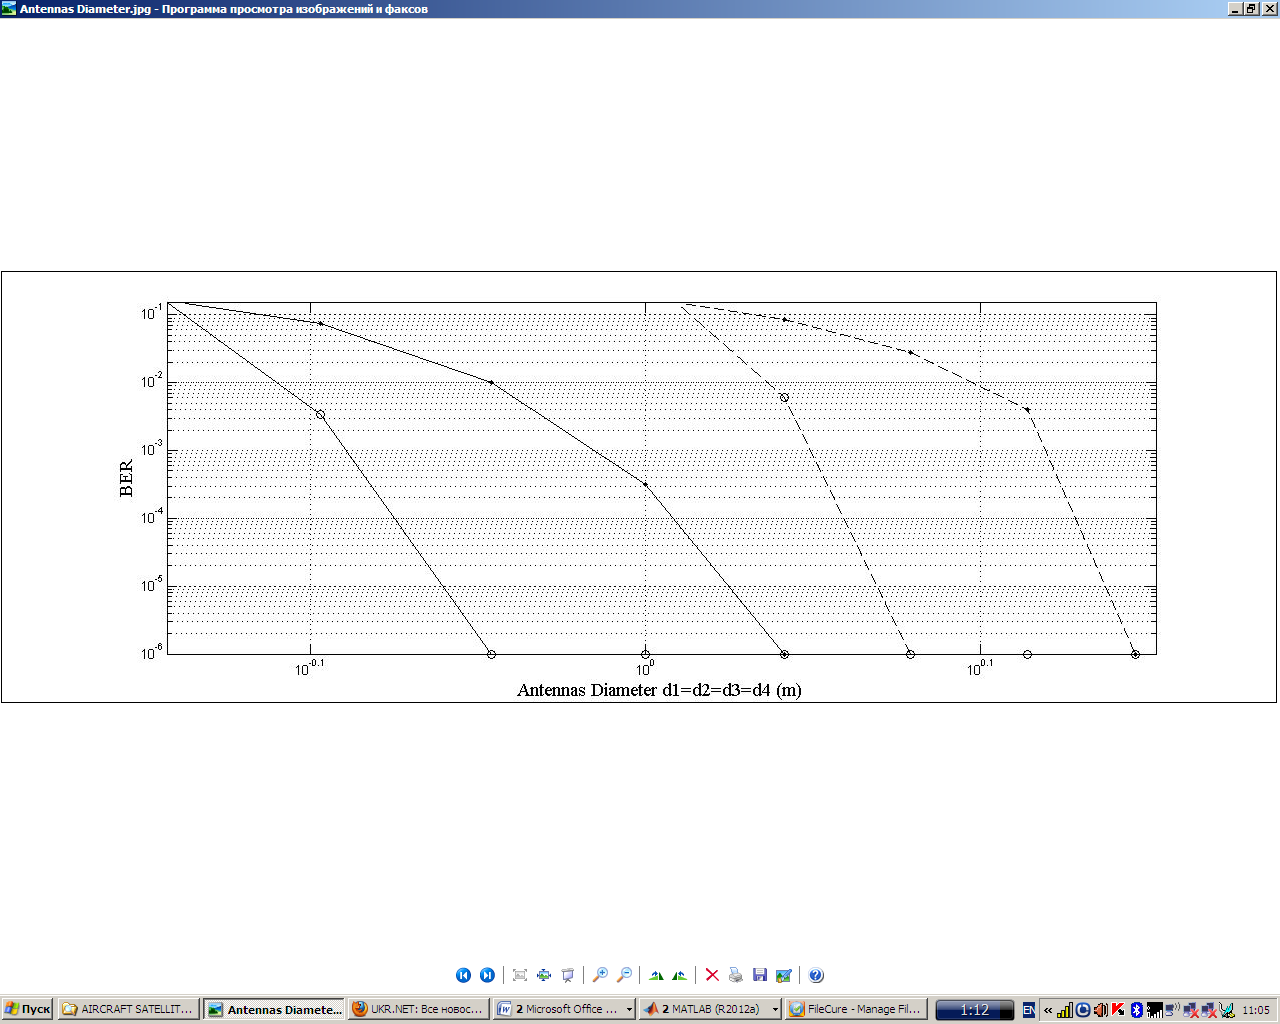 Antennas Diameter.jpg - Программа просмотра изображений и факсов
10^-1
10^-2
10^-3
10^-4
10^-5
10^-6
BER
10^-0.1
10^0
10^0.1
Antennas Diameter d1=d2=d3=d4 (m)
Пуск
AIRCRAFT SATELLIT...
Antennas Diamete...
UKR.NET: Все новос...
2 Microsoft Office ...
2 MATLAB (R2012a)
FileCure - Manage Fil...
1:12
EN
«
11:05